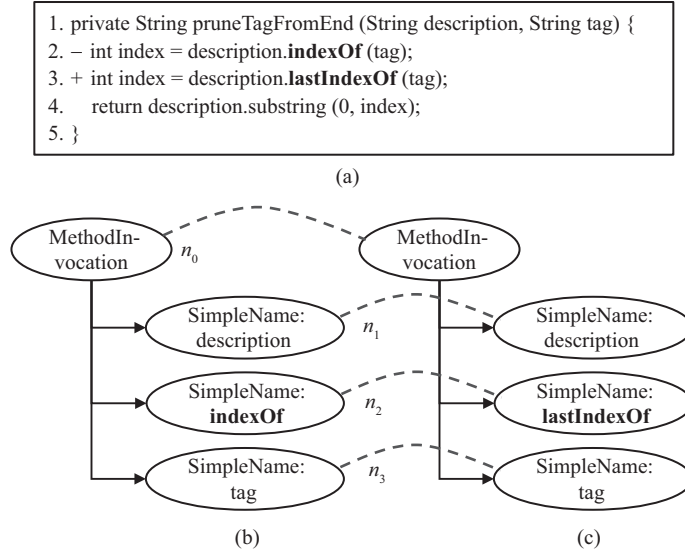 1. private String pruneTagFromEnd (String description, String tag) {
2. – int index = description.indexOf (tag);
3. + int index = description.lastIndexOf (tag);
4. return description.substring (0, index);
5. }
(a)
MethodIn-
vocation
n0
MethodIn-
vocation
SimpleName:
description
n1
SimpleName:
description
SimpleName:
indexOf
n2
SimpleName:
lastIndexOf
SimpleName:
tag
n3
SimpleName:
tag
(b)
(c)